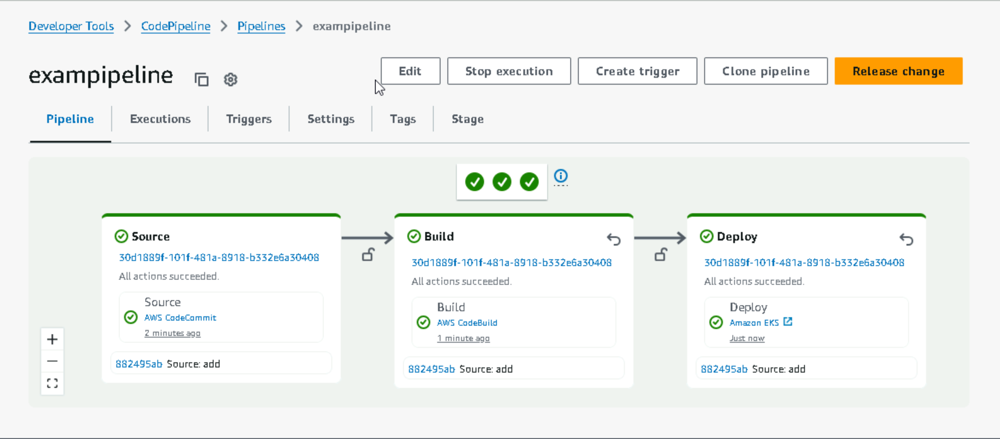 Developer Tools > CodePipeline > Pipelines > exampipeline
exampipeline
Edit
Stop execution
Create trigger
Clone pipeline
Release change
Pipeline
Executions
Triggers
Settings
Tags
Stage
Source
30d1889f-101f-481a-8918-b332e6a30408
All actions succeeded.
Source
AWS CodeCommit
2 minutes ago
882495ab Source: add
Build
30d1889f-101f-481a-8918-b332e6a30408
All actions succeeded.
Build
AWS CodeBuild
1 minute ago
882495ab Source: add
Deploy
30d1889f-101f-481a-8918-b332e6a30408
All actions succeeded.
Deploy
Amazon EKS
Just now
882495ab Source: add